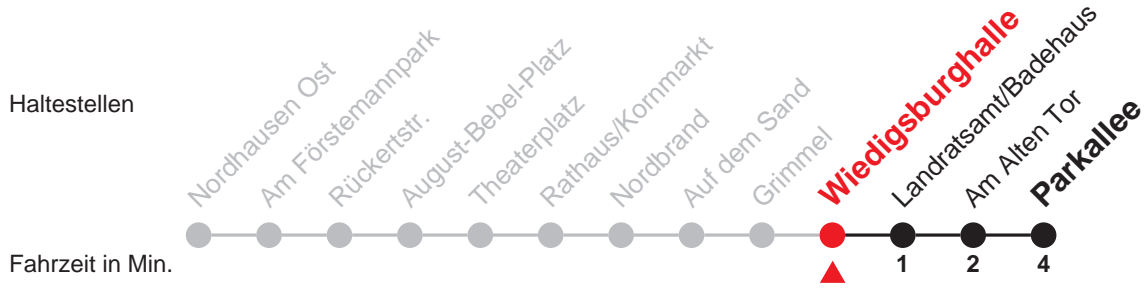 Haltestellen
Nordhausen Ost
Am Förstemannpark
Rückertstr.
August-Bebel-Platz
Theaterplatz
Rathaus/Kornmarkt
Nordbrand
Auf dem Sand
Grimmel
Wiedigsburghalle
Landratsamt/Badehaus
Am Alten Tor
Parkallee
Fahrzeit in Min.
1
2
4